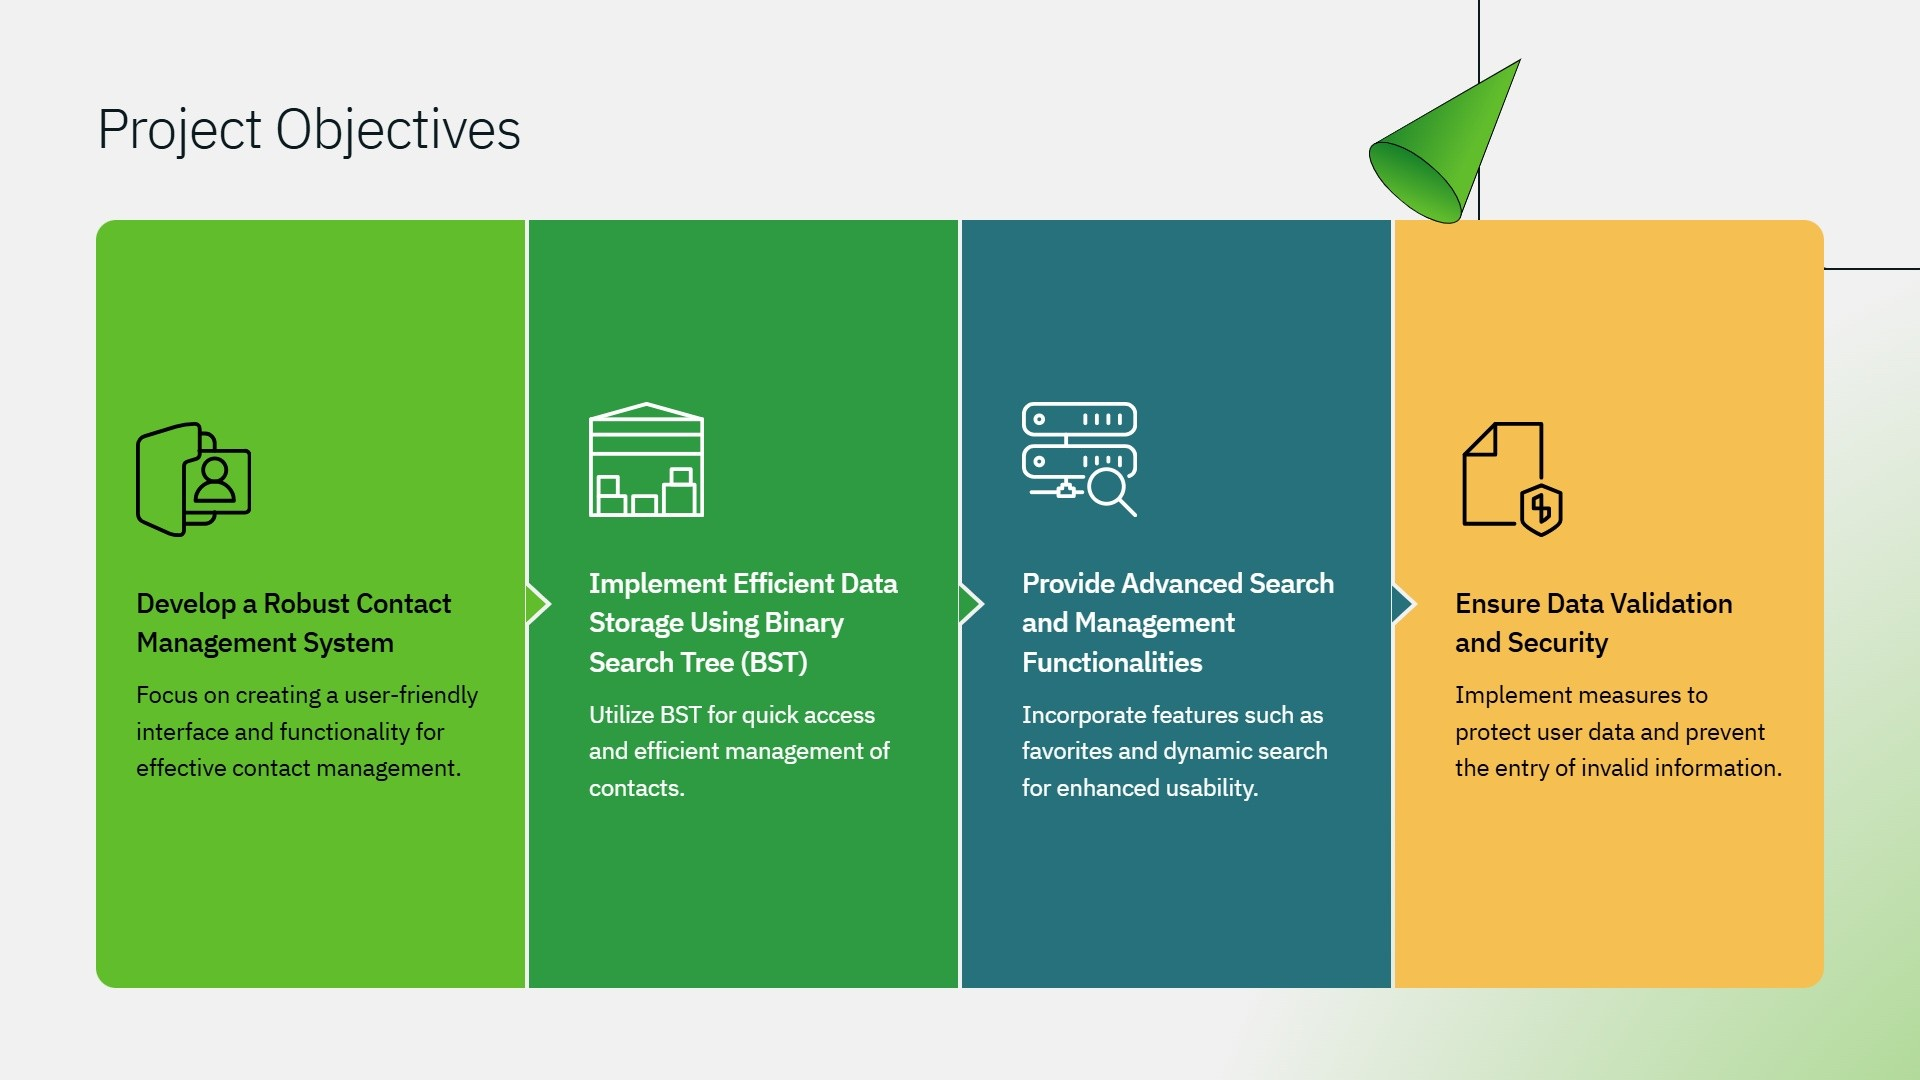 Project Objectives
Develop a Robust Contact
Management System
Focus on creating a user-friendly
interface and functionality for
effective contact management.
Implement Efficient Data
Storage Using Binary
Search Tree (BST)
Utilize BST for quick access
and efficient management of
contacts.
Provide Advanced Search
and Management
Functionalities
Incorporate features such as
favorites and dynamic search
for enhanced usability.
Ensure Data Validation
and Security
Implement measures to
protect user data and prevent
the entry of invalid information.